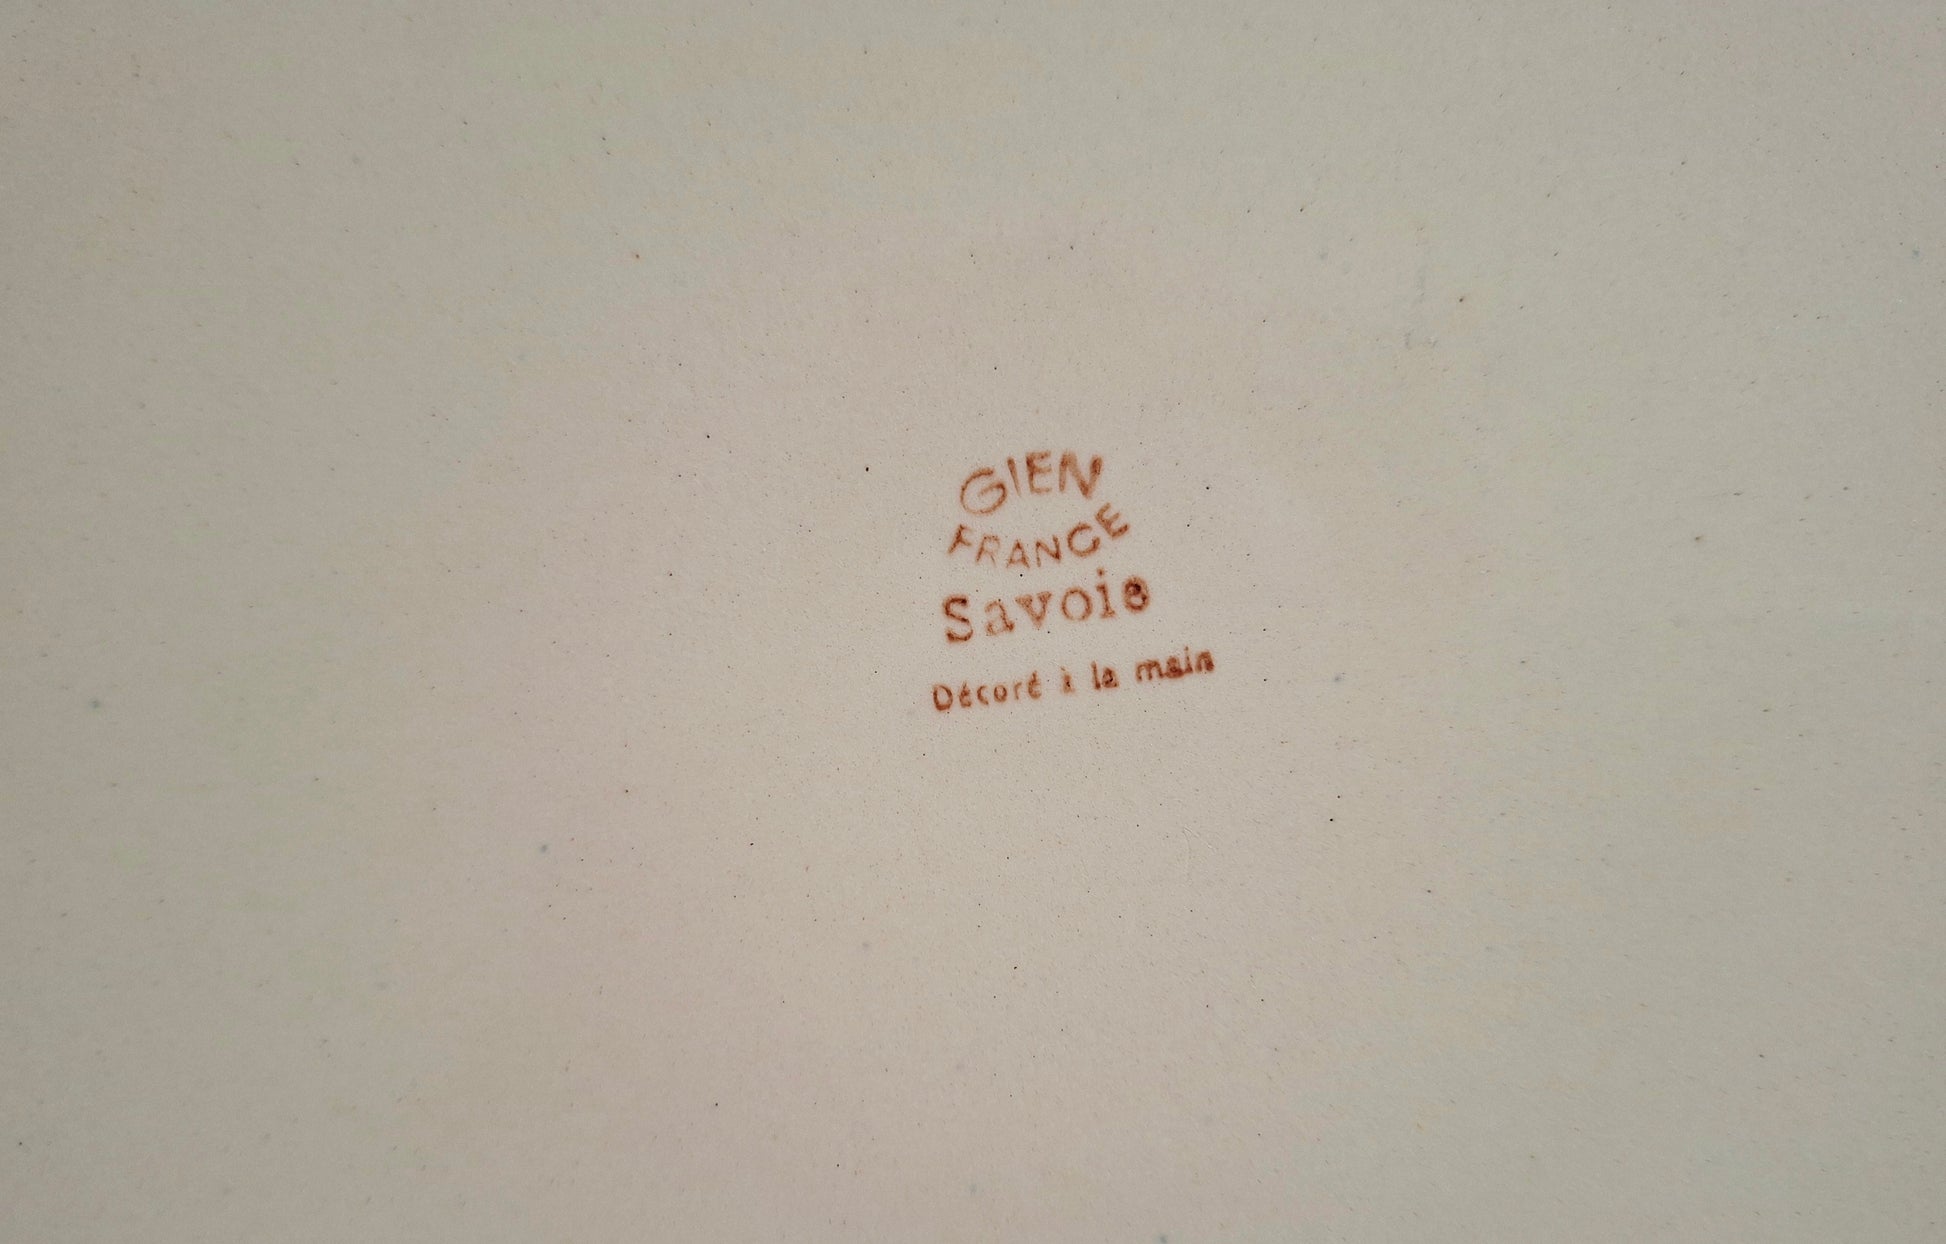 GIEN
FRANCE
Savoie
Décoré à la main